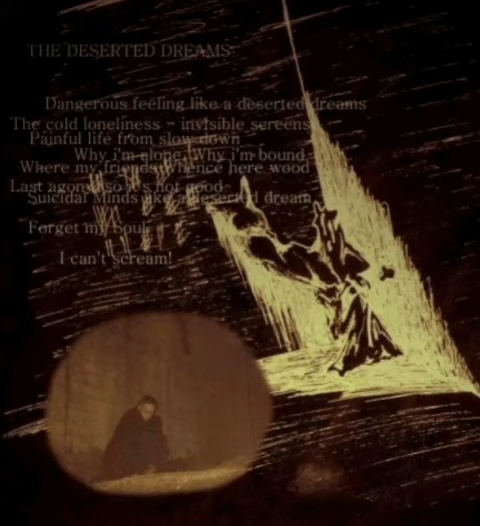 THE DESERTED DREAMS:
Dangerous feeling like a deserted dreams
The cold loneliness - invisible screens
Painful life from slow down
Why i'm alone, Why i'm bound
Where my friends, Whence here wood
Last agony so it's not good
Suicidal Minds like a deserted dream
Forget my Soul
I can't scream!